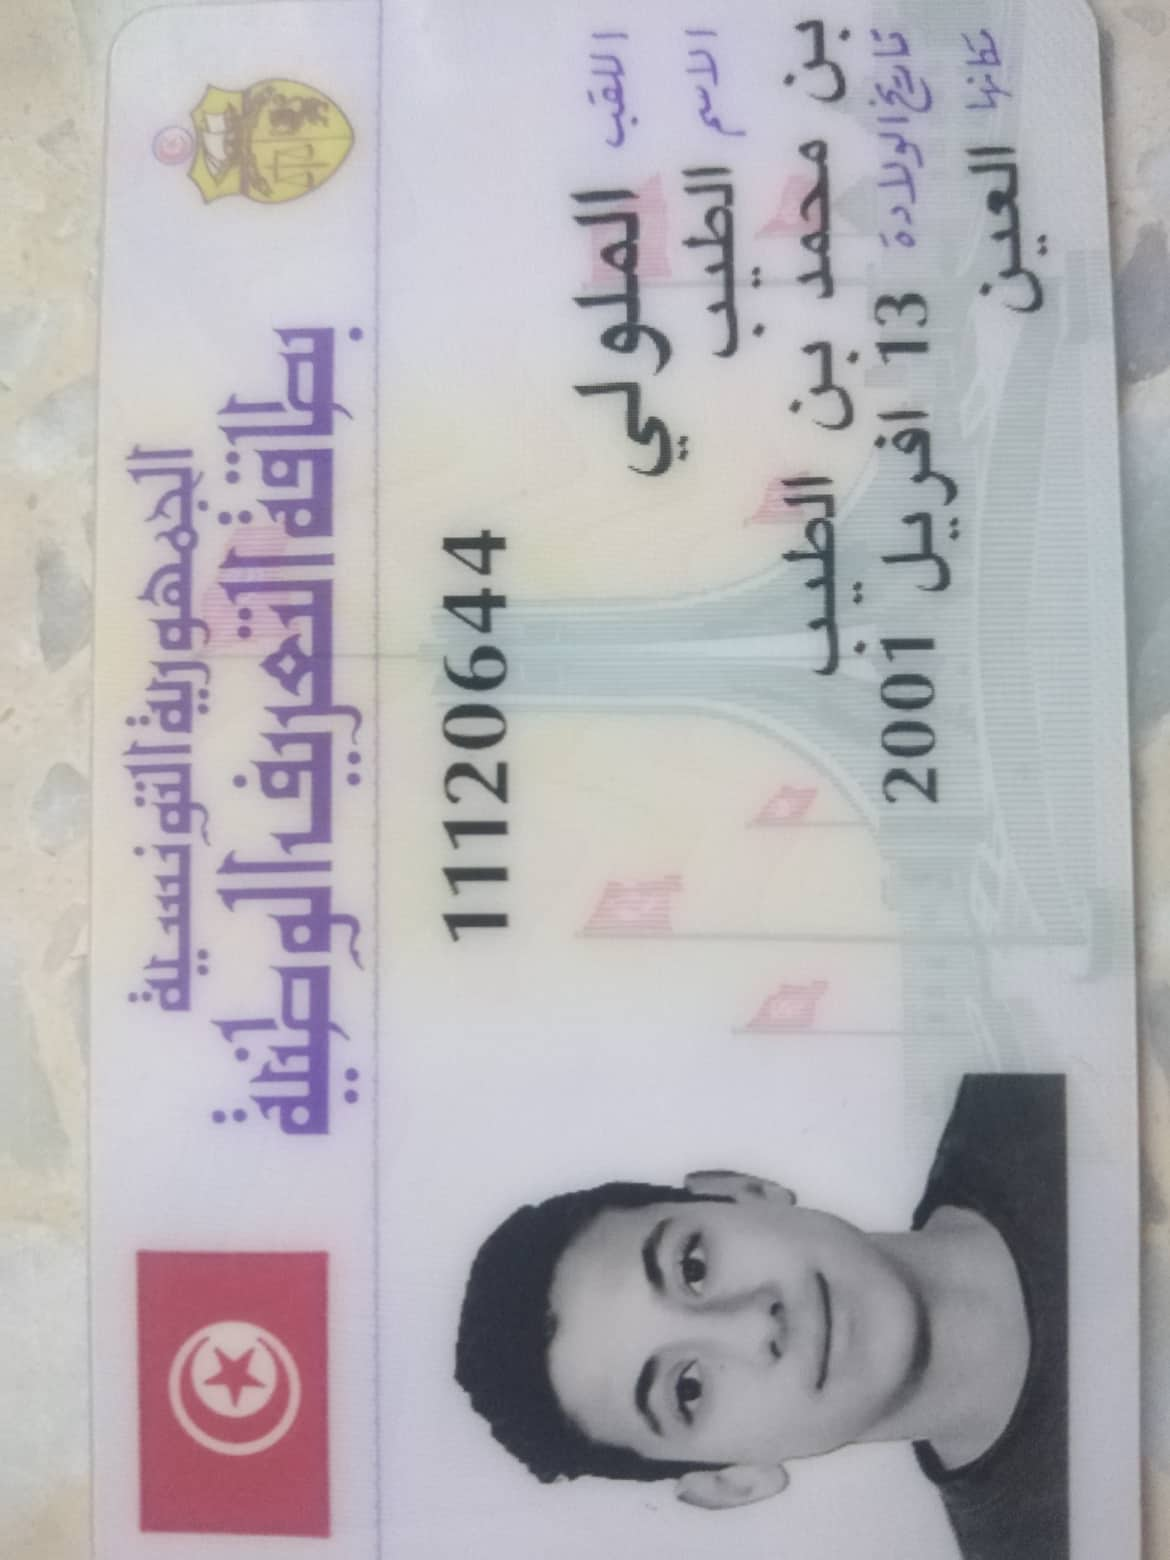 الجمهورية التونسية
بطاقة التعريف الوطنية
11120644
اللقب الملولي
الاسم الطيب
بن محمد بن الطيب
تاريخ الولادة 13 افريل 2001
مكانها العين